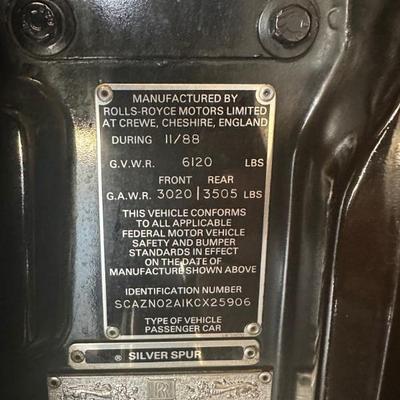 MANUFACTURED BY
ROLLS-ROYCE MOTORS LIMITED
AT CREWE, CHESHIRE, ENGLAND
DURING 11/88
G.V.W.R. 6120 LBS
FRONT REAR
G.A.W.R. 3020 | 3505 LBS
THIS VEHICLE CONFORMS
TO ALL APPLICABLE
FEDERAL MOTOR VEHICLE
SAFETY AND BUMPER
STANDARDS IN EFFECT
ON THE DATE OF
MANUFACTURE SHOWN ABOVE
IDENTIFICATION NUMBER
SCAZN02A1KCX25906
TYPE OF VEHICLE
PASSENGER CAR
® SILVER SPUR
RR